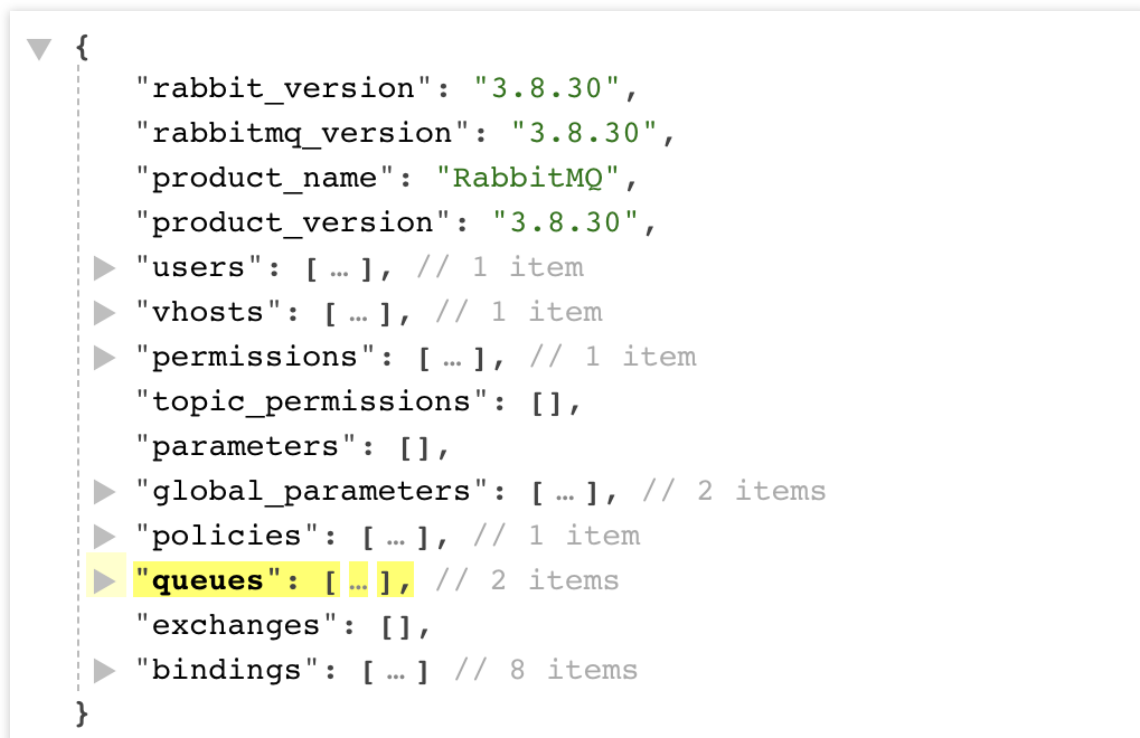 {
"rabbit_version": "3.8.30",
"rabbitmq_version": "3.8.30",
"product_name": "RabbitMQ",
"product_version": "3.8.30",
"users": [ … ], // 1 item
"vhosts": [ … ], // 1 item
"permissions": [ … ], // 1 item
"topic_permissions": [],
"parameters": [],
"global_parameters": [ … ], // 2 items
"policies": [ … ], // 1 item
"queues": [ … ], // 2 items
"exchanges": [],
"bindings": [ … ] // 8 items
}